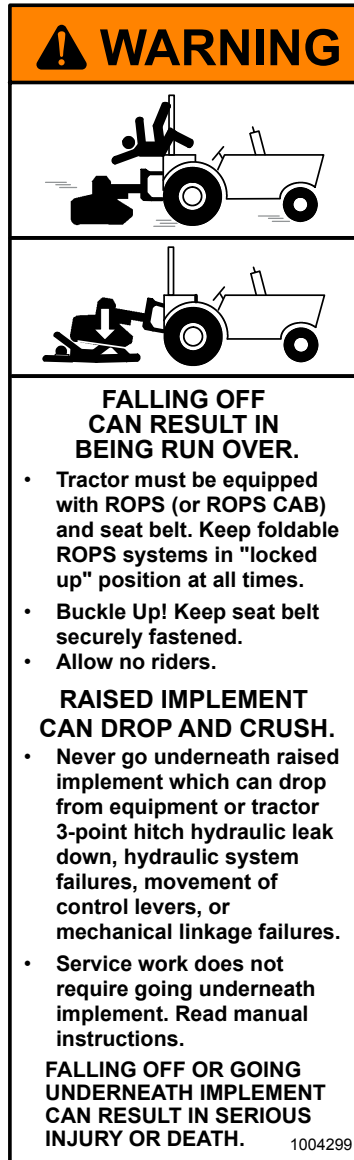 WARNING
FALLING OFF
CAN RESULT IN
BEING RUN OVER.
• Tractor must be equipped
with ROPS (or ROPS CAB)
and seat belt. Keep foldable
ROPS systems in "locked
up" position at all times.
• Buckle Up! Keep seat belt
securely fastened.
• Allow no riders.
RAISED IMPLEMENT
CAN DROP AND CRUSH.
• Never go underneath raised
implement which can drop
from equipment or tractor
3-point hitch hydraulic leak
down, hydraulic system
failures, movement of
control levers, or
mechanical linkage failures.
• Service work does not
require going underneath
implement. Read manual
instructions.
FALLING OFF OR GOING
UNDERNEATH IMPLEMENT
CAN RESULT IN SERIOUS
INJURY OR DEATH. 1004299